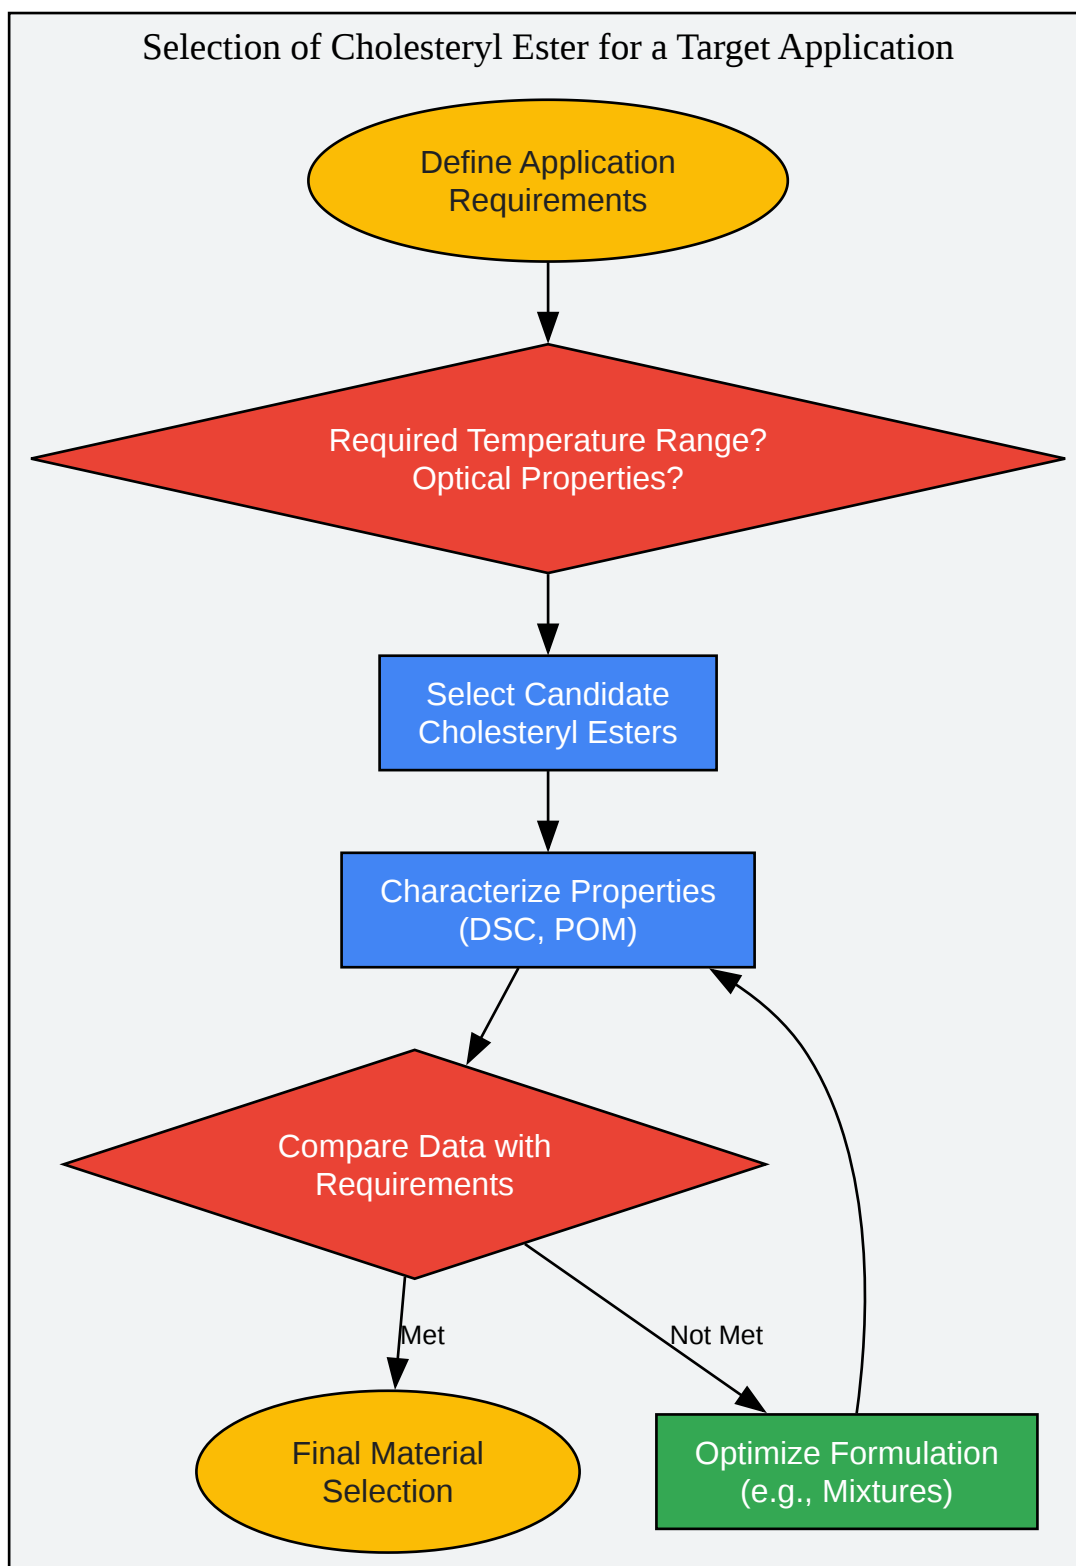 Selection of Cholesteryl Ester for a Target Application
Define Application
Requirements
Required Temperature Range?
Optical Properties?
Select Candidate
Cholesteryl Esters
Characterize Properties
(DSC, POM)
Compare Data with
Requirements
Met
Not Met
Final Material
Selection
Optimize Formulation
(e.g., Mixtures)